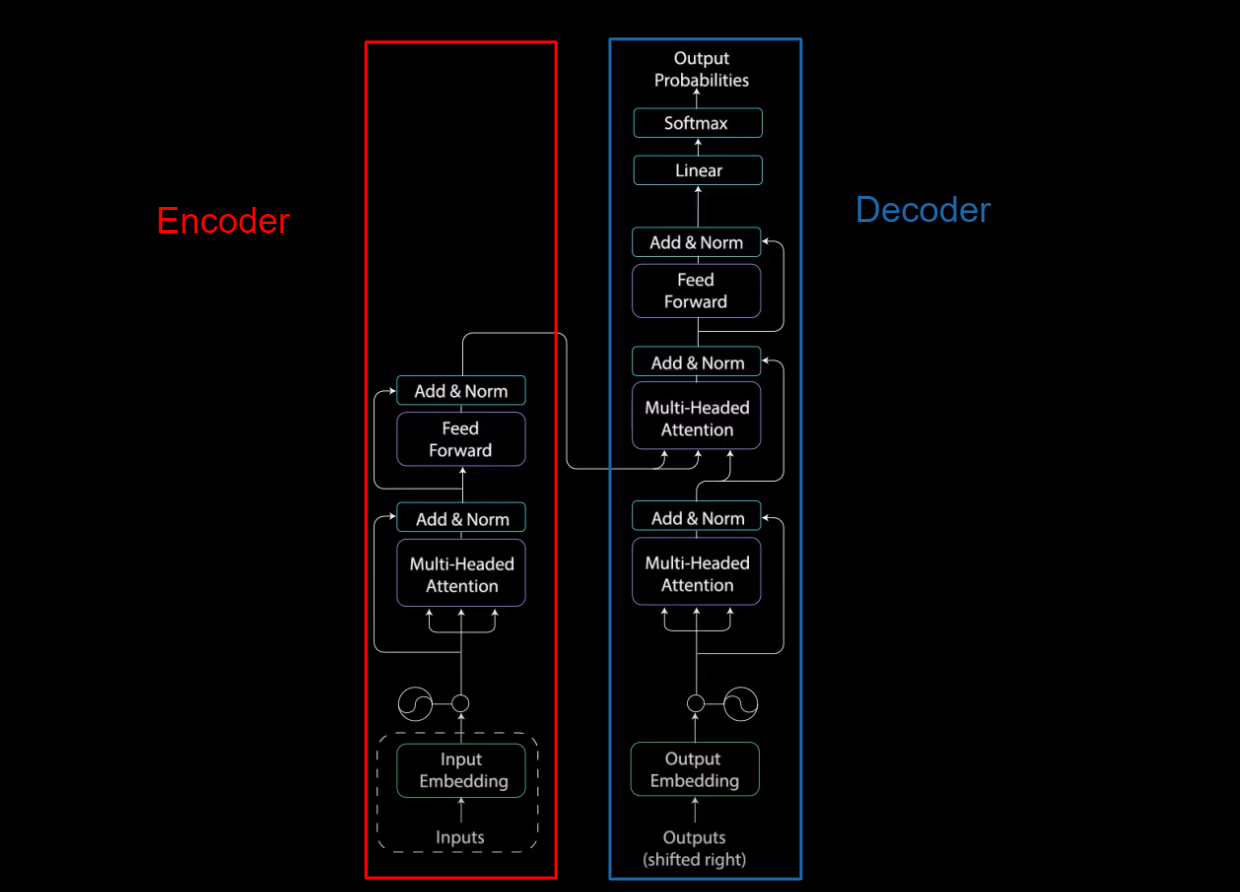 Encoder
Add & Norm
Feed
Forward
Add & Norm
Multi-Headed
Attention
Input
Embedding
Inputs
Output
Probabilities
Softmax
Linear
Add & Norm
Feed
Forward
Add & Norm
Multi-Headed
Attention
Add & Norm
Multi-Headed
Attention
Output
Embedding
Outputs
(shifted right)
Decoder